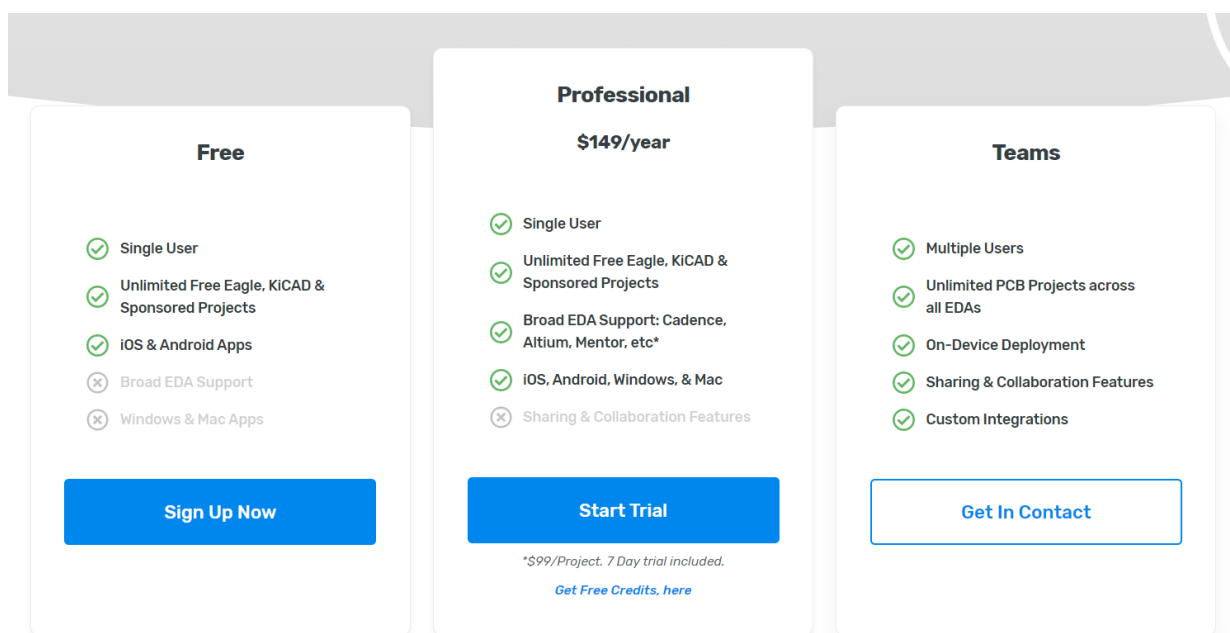 Free
Single User
Unlimited Free Eagle, KiCAD &
Sponsored Projects
iOS & Android Apps
Broad EDA Support
Windows & Mac Apps
Sign Up Now
Professional
$149/year
Single User
Unlimited Free Eagle, KiCAD &
Sponsored Projects
Broad EDA Support: Cadence,
Altium, Mentor, etc*
iOS, Android, Windows, & Mac
Sharing & Collaboration Features
Start Trial
*$99/Project. 7 Day trial included.
Get Free Credits, here
Teams
Multiple Users
Unlimited PCB Projects across
all EDAs
On-Device Deployment
Sharing & Collaboration Features
Custom Integrations
Get In Contact